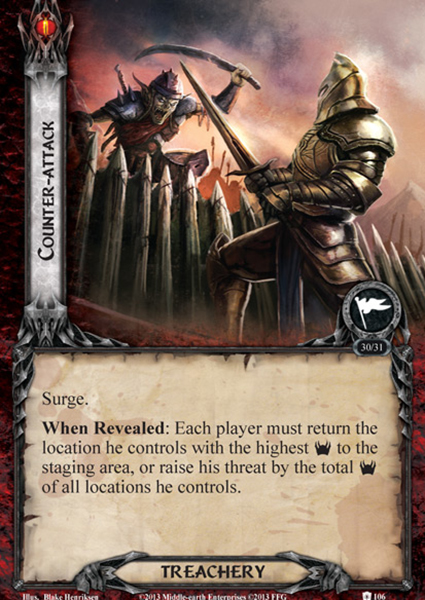 COUNTER-ATTACK
30/31
Surge.
When Revealed: Each player must return the
location he controls with the highest to the
staging area, or raise his threat by the total
of all locations he controls.
TREACHERY
Illus. Blake Henriksen ©2013 Middle-earth Enterprises ©2013 FFG 106